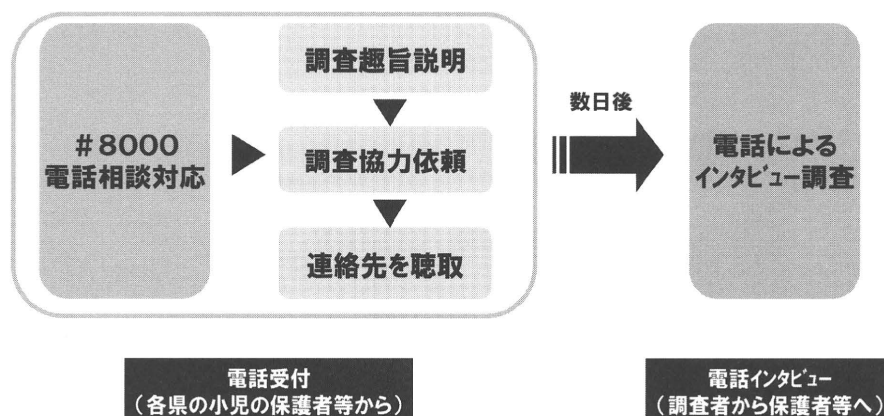 #8000
電話相談対応
調査趣旨説明
調査協力依頼
連絡先を聴取
数日後
電話による
インタビュー調査
電話受付
(各県の小児の保護者等から)
電話インタビュー
(調査者から保護者等へ)